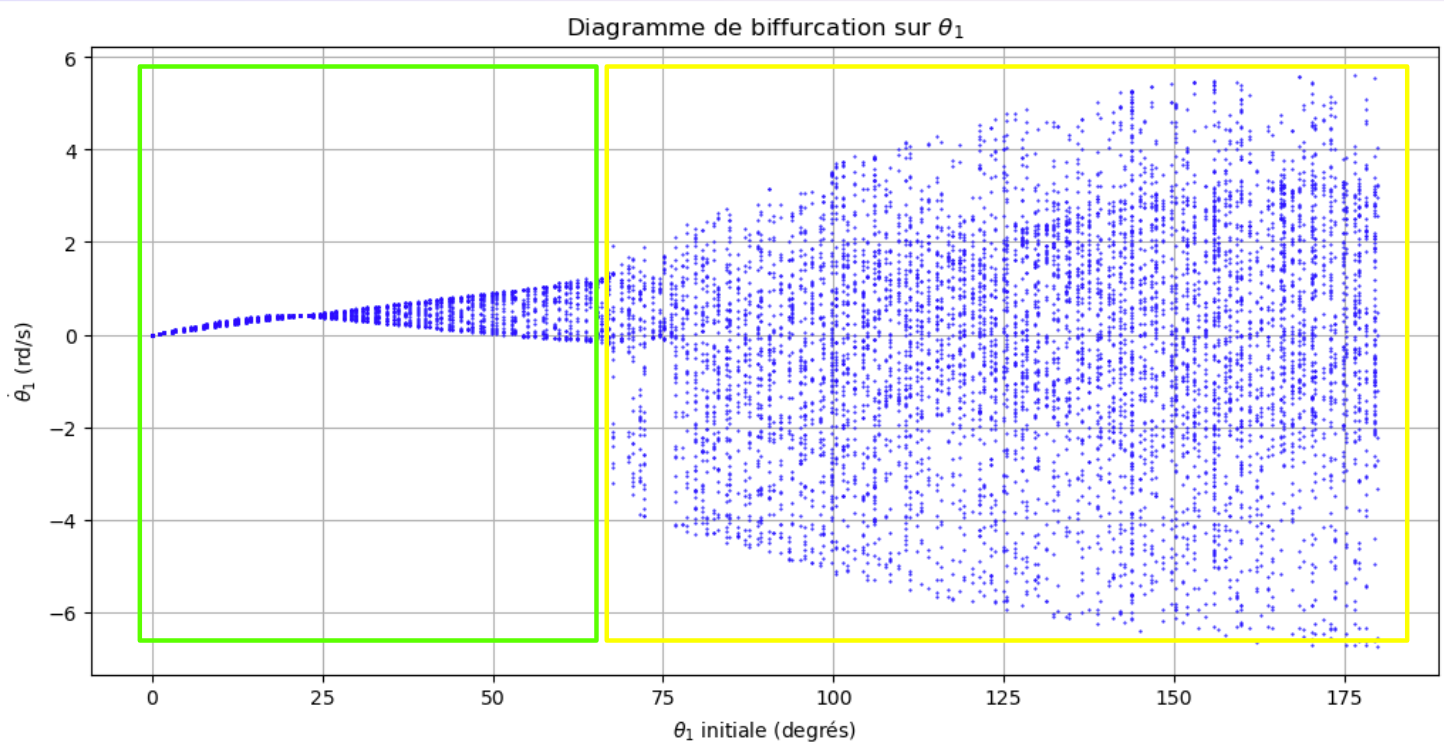 Diagramme de biffurcation sur θ₁
6
4
2
0
−2
−4
−6
θ̇₁ (rd/s)
0 25 50 75 100 125 150 175
θ₁ initiale (degrés)